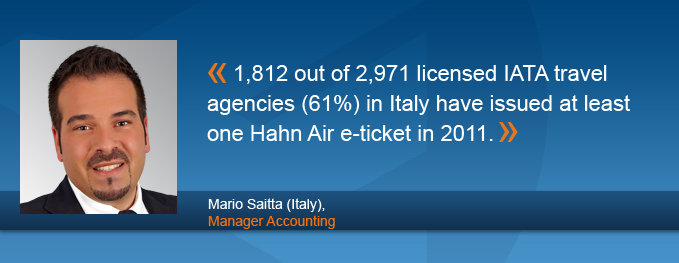 « 1,812 out of 2,971 licensed IATA travel
agencies (61%) in Italy have issued at least
one Hahn Air e-ticket in 2011. »
Mario Saitta (Italy),
Manager Accounting